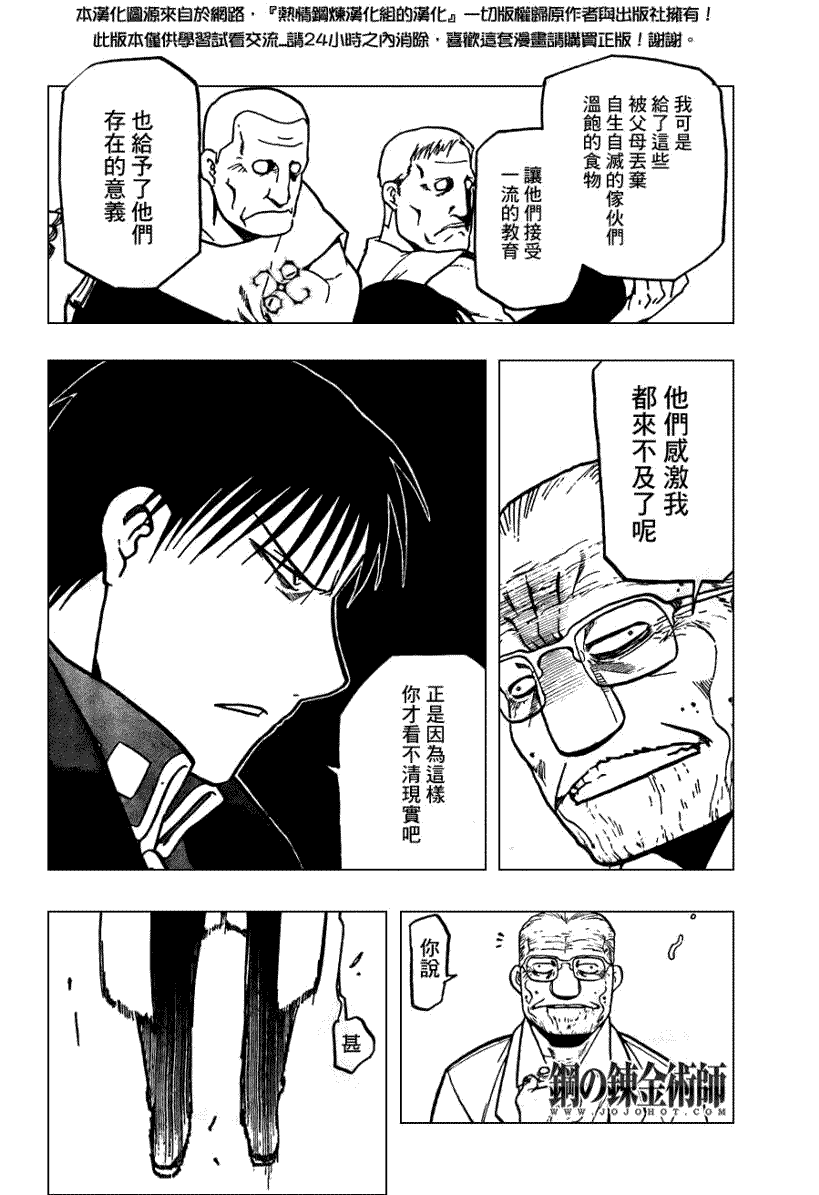 本漢化圖源來自於網路，『熱情鋼煉漢化組的漢化』一切版權歸原作者與出版社擁有！
此版本僅供學習試看交流…請24小時之內消除，喜歡這套漫畫請購買正版！謝謝。
我可是
給了這些
被父母丟棄
自生自滅的傢伙們
溫飽的食物
讓他們接受
一流的教育
也給予了他們
存在的意義
他們感激我
都來不及了呢
正是因為這樣
你才看不清現實吧
你說
甚
鋼の錬金術師
WWW.JOJOHOT.COM